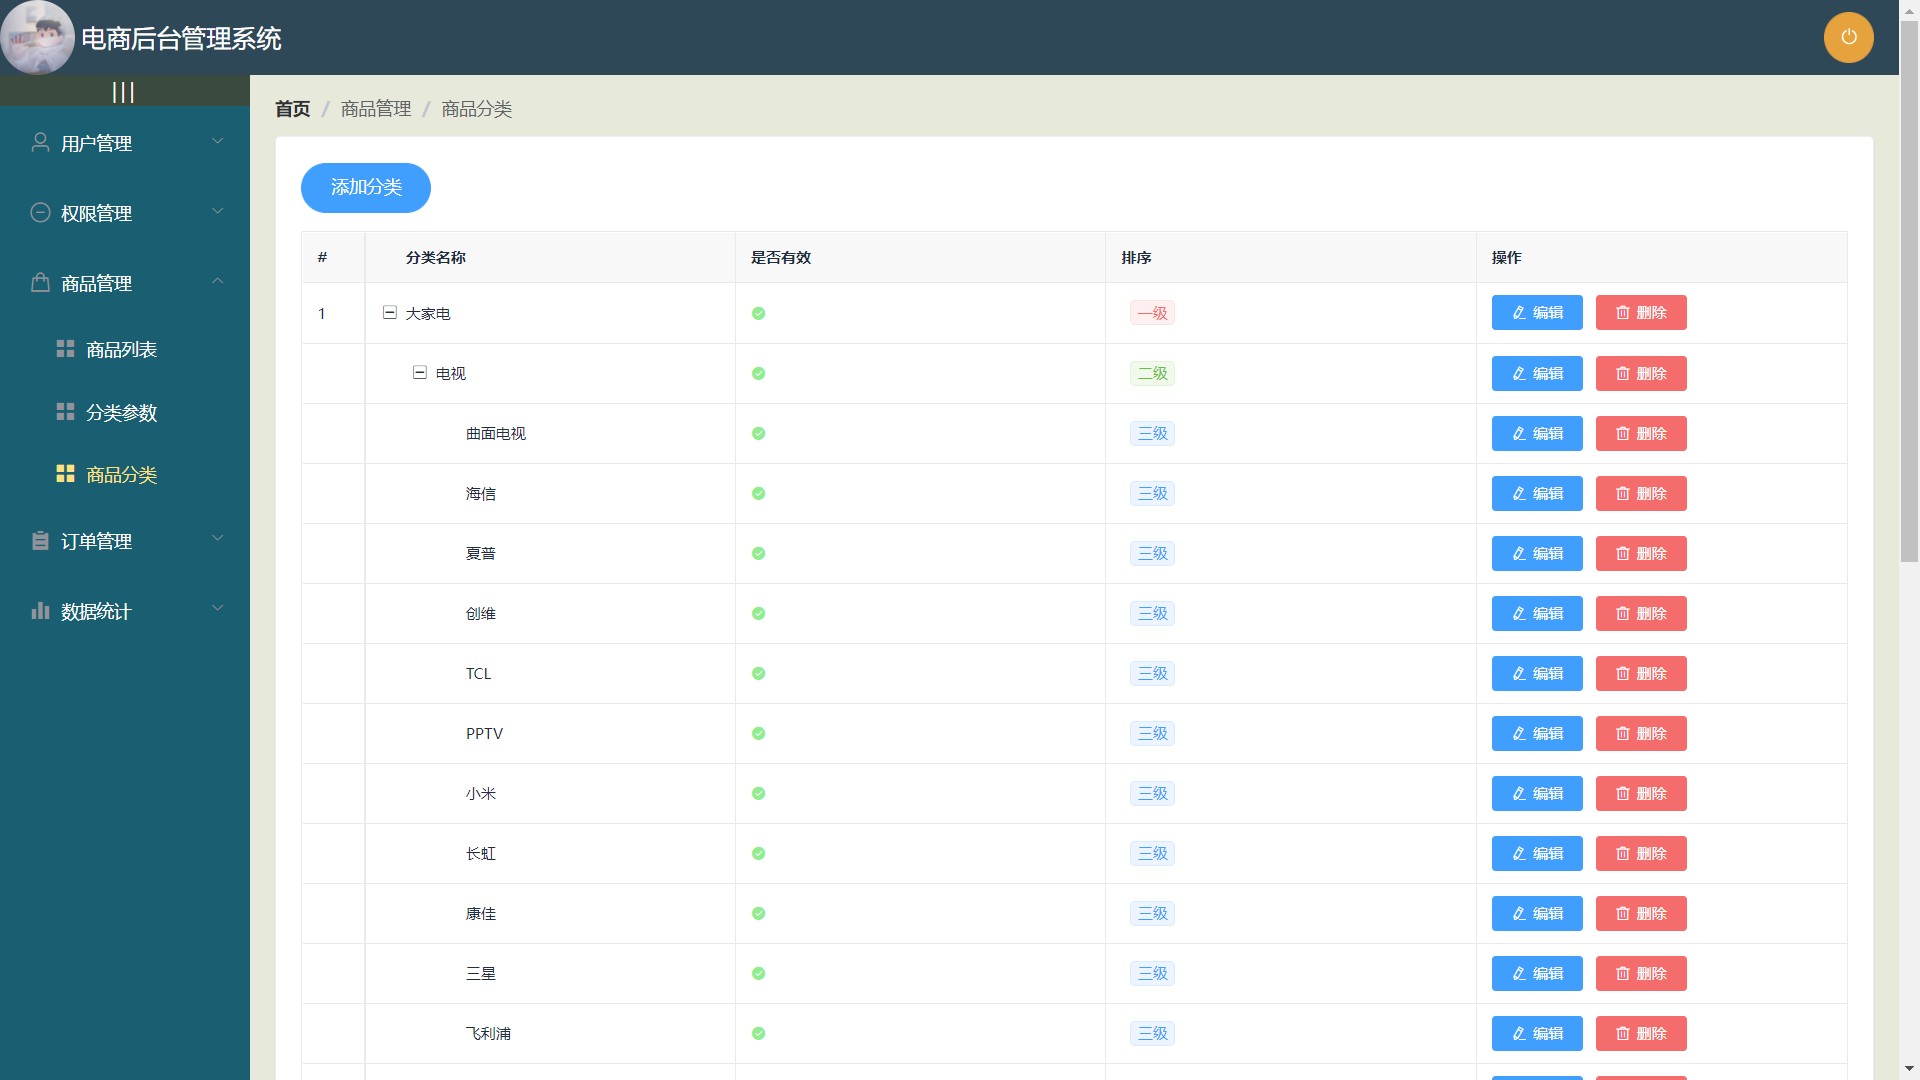 电商后台管理系统
|||
用户管理
权限管理
商品管理
商品列表
分类参数
商品分类
订单管理
数据统计
首页 / 商品管理 / 商品分类
添加分类
# 分类名称 是否有效 排序 操作
1 大家电 一级 编辑 删除
电视 二级 编辑 删除
曲面电视 三级 编辑 删除
海信 三级 编辑 删除
夏普 三级 编辑 删除
创维 三级 编辑 删除
TCL 三级 编辑 删除
PPTV 三级 编辑 删除
小米 三级 编辑 删除
长虹 三级 编辑 删除
康佳 三级 编辑 删除
三星 三级 编辑 删除
飞利浦 三级 编辑 删除